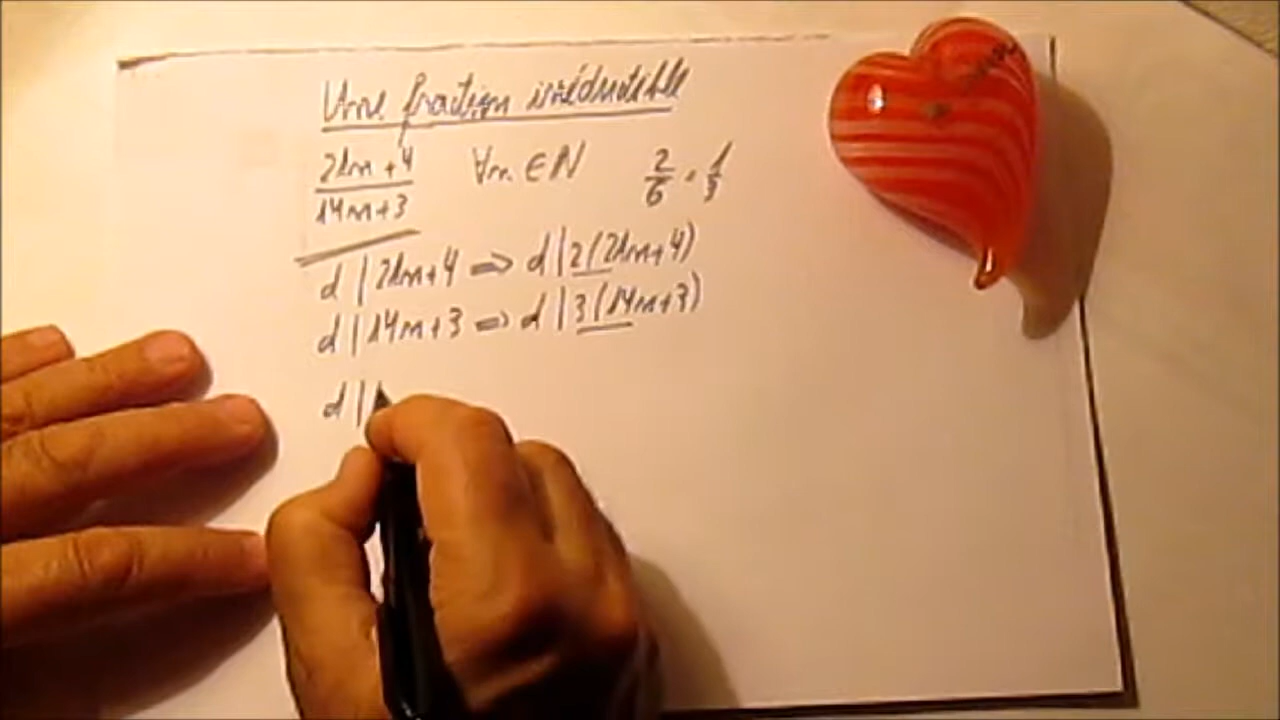 Une fraction irréductible
21n+4 / 14n+3 ∀n ∈ N 2/6 = 1/3
d | 21n+4 ⇒ d | 2(21n+4)
d | 14n+3 ⇒ d | 3(14n+3)
d |